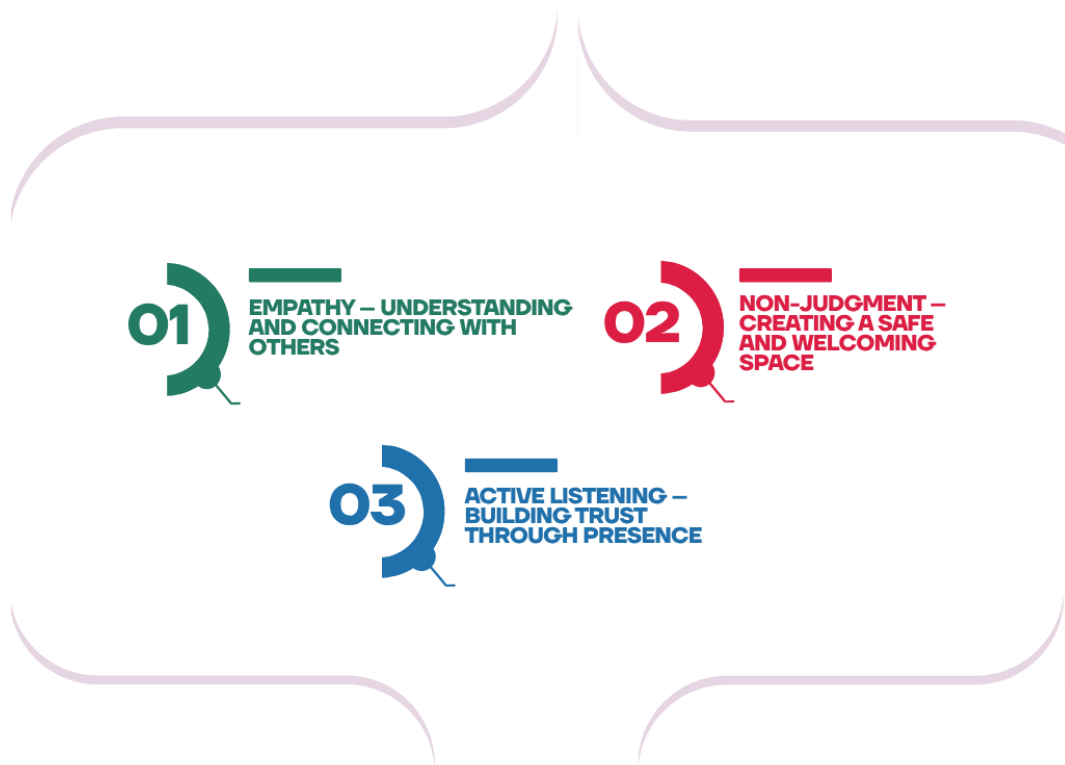 01
EMPATHY – UNDERSTANDING
AND CONNECTING WITH
OTHERS
02
NON-JUDGMENT –
CREATING A SAFE
AND WELCOMING
SPACE
03
ACTIVE LISTENING –
BUILDING TRUST
THROUGH PRESENCE